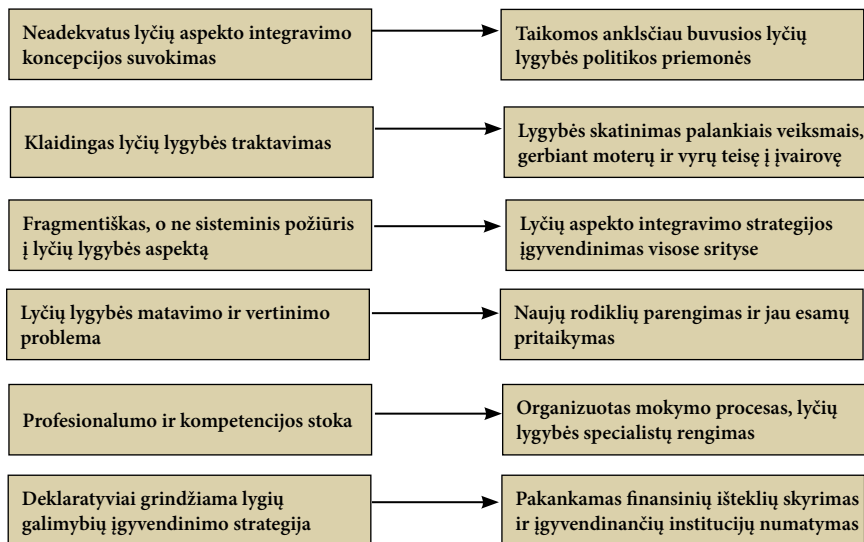 Neadekvatus lyčių aspekto integravimo
koncepcijos suvokimas
Taikomos anklsčiau buvusios lyčių
lygybės politikos priemonės
Klaidingas lyčių lygybės traktavimas
Lygybės skatinimas palankiais veiksmais,
gerbiant moterų ir vyrų teisę į įvairovę
Fragmentiškas, o ne sisteminis požiūris
į lyčių lygybės aspektą
Lyčių aspekto integravimo strategijos
įgyvendinimas visose srityse
Lyčių lygybės matavimo ir vertinimo
problema
Naujų rodiklių parengimas ir jau esamų
pritaikymas
Profesionalumo ir kompetencijos stoka
Organizuotas mokymo procesas, lyčių
lygybės specialistų rengimas
Deklaratyviai grindžiama lygių
galimybių įgyvendinimo strategija
Pakankamas finansinių išteklių skyrimas
ir įgyvendinančių institucijų numatymas